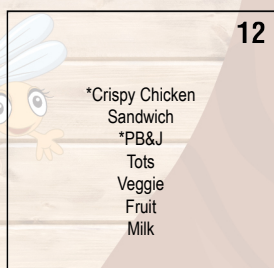 12
*Crispy Chicken
Sandwich
*PB&J
Tots
Veggie
Fruit
Milk